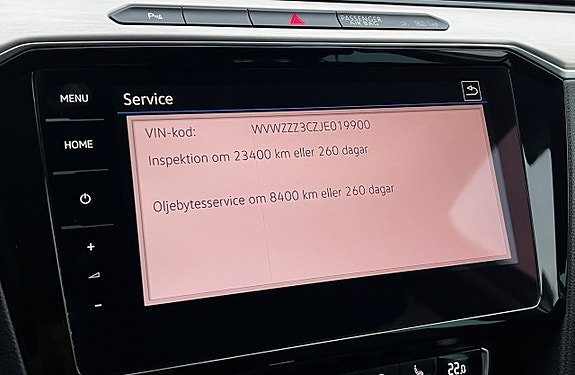 PASSENGER
AIR BAG
MENU
Service
HOME
VIN-kod: WVWZZZ3CZJE019900
Inspektion om 23400 km eller 260 dagar
Oljebytesservice om 8400 km eller 260 dagar
+
-
22.0